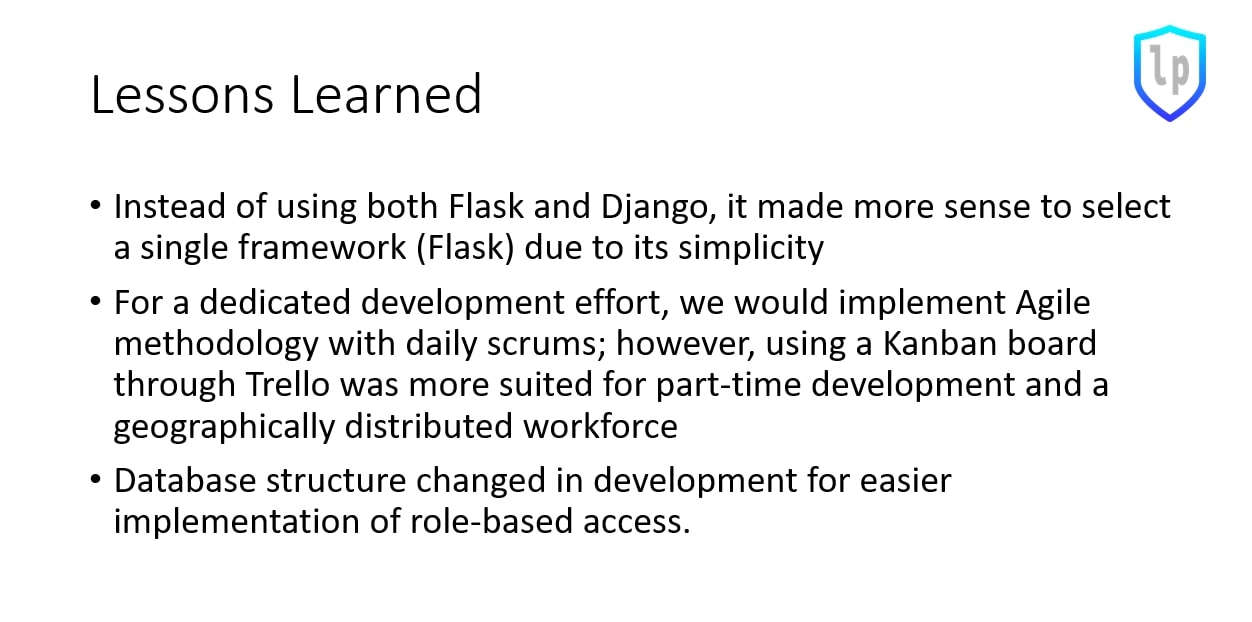 lp
Lessons Learned
• Instead of using both Flask and Django, it made more sense to select
a single framework (Flask) due to its simplicity
• For a dedicated development effort, we would implement Agile
methodology with daily scrums; however, using a Kanban board
through Trello was more suited for part-time development and a
geographically distributed workforce
• Database structure changed in development for easier
implementation of role-based access.